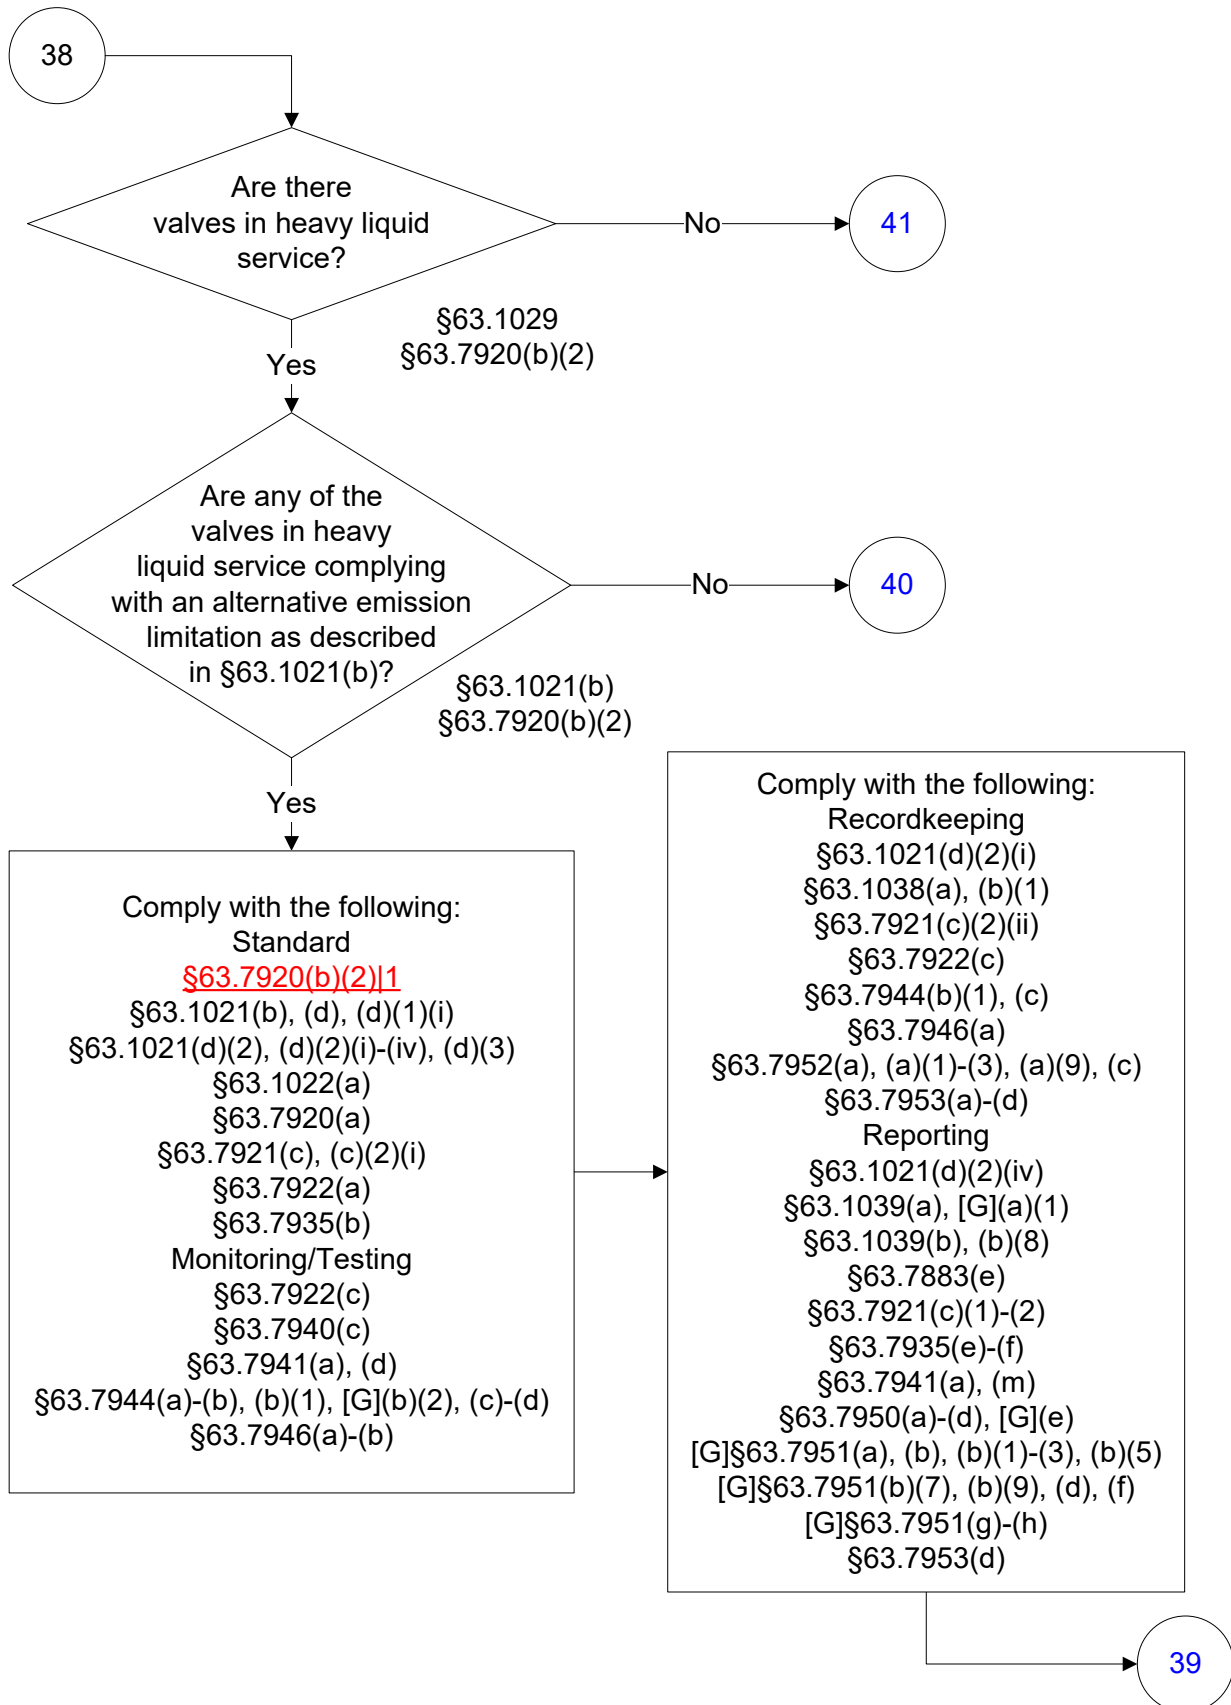 38
Are there
valves in heavy liquid
service?
No
41
§63.1029
§63.7920(b)(2)
Yes
Are any of the
valves in heavy
liquid service complying
with an alternative emission
limitation as described
in §63.1021(b)?
No
40
§63.1021(b)
§63.7920(b)(2)
Yes
Comply with the following:
Standard
§63.7920(b)(2)|1
§63.1021(b), (d), (d)(1)(i)
§63.1021(d)(2), (d)(2)(i)-(iv), (d)(3)
§63.1022(a)
§63.7920(a)
§63.7921(c), (c)(2)(i)
§63.7922(a)
§63.7935(b)
Monitoring/Testing
§63.7922(c)
§63.7940(c)
§63.7941(a), (d)
§63.7944(a)-(b), (b)(1), [G](b)(2), (c)-(d)
§63.7946(a)-(b)
Comply with the following:
Recordkeeping
§63.1021(d)(2)(i)
§63.1038(a), (b)(1)
§63.7921(c)(2)(ii)
§63.7922(c)
§63.7944(b)(1), (c)
§63.7946(a)
§63.7952(a), (a)(1)-(3), (a)(9), (c)
§63.7953(a)-(d)
Reporting
§63.1021(d)(2)(iv)
§63.1039(a), [G](a)(1)
§63.1039(b), (b)(8)
§63.7883(e)
§63.7921(c)(1)-(2)
§63.7935(e)-(f)
§63.7941(a), (m)
§63.7950(a)-(d), [G](e)
[G]§63.7951(a), (b), (b)(1)-(3), (b)(5)
[G]§63.7951(b)(7), (b)(9), (d), (f)
[G]§63.7951(g)-(h)
§63.7953(d)
39